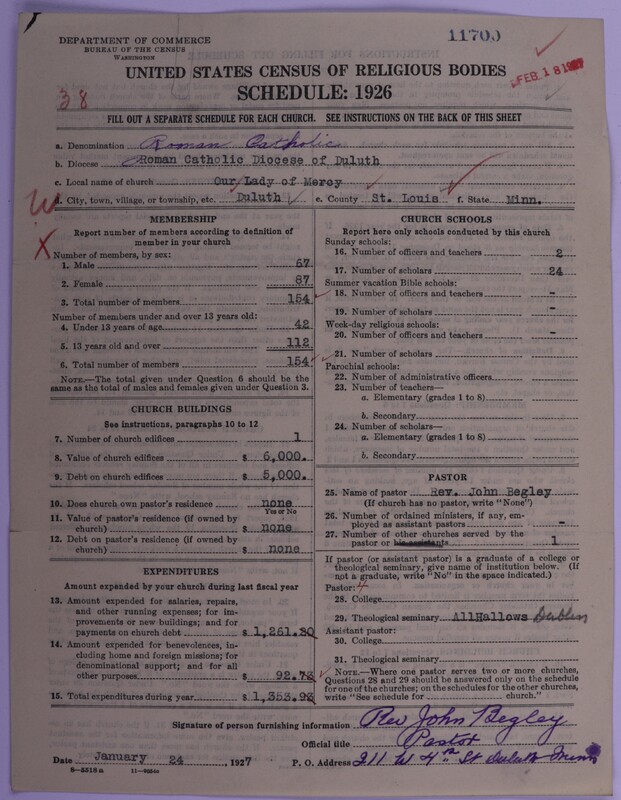 DEPARTMENT OF COMMERCE
BUREAU OF THE CENSUS
WASHINGTON
11700
FEB 18 1927
UNITED STATES CENSUS OF RELIGIOUS BODIES
SCHEDULE: 1926
38
FILL OUT A SEPARATE SCHEDULE FOR EACH CHURCH. SEE INSTRUCTIONS ON THE BACK OF THIS SHEET
a. Denomination Roman Catholic
b. Diocese Roman Catholic Diocese of Duluth
c. Local name of church Our Lady of Mercy
d. City, town, village, or township, etc. Duluth e. County St. Louis f. State Minn.
MEMBERSHIP
Report number of members according to definition of
member in your church
Number of members, by sex:
1. Male 67
2. Female 87
3. Total number of members 154
Number of members under and over 13 years old:
4. Under 13 years of age 42
5. 13 years old and over 112
6. Total number of members 154
NOTE.—The total given under Question 6 should be the
same as the total of males and females given under Question 3.
CHURCH BUILDINGS
See instructions, paragraphs 10 to 12
7. Number of church edifices 1
8. Value of church edifices $ 6,000.
9. Debt on church edifices $ 5,000.
10. Does church own pastor's residence none
Yes or No
11. Value of pastor's residence (if owned by
church) $ none
12. Debt on pastor's residence (if owned by
church) $ none
EXPENDITURES
Amount expended by your church during last fiscal year
13. Amount expended for salaries, repairs,
and other running expenses; for im-
provements or new buildings; and for
payments on church debt $ 1,261.20
14. Amount expended for benevolences, in-
cluding home and foreign missions; for
denominational support; and for all
other purposes $ 92.73
15. Total expenditures during year $ 1,353.93
CHURCH SCHOOLS
Report here only schools conducted by this church
Sunday schools:
16. Number of officers and teachers 2
17. Number of scholars 24
Summer vacation Bible schools:
18. Number of officers and teachers -
19. Number of scholars -
Week-day religious schools:
20. Number of officers and teachers -
21. Number of scholars
Parochial schools:
22. Number of administrative officers
23. Number of teachers—
a. Elementary (grades 1 to 8)
b. Secondary
24. Number of scholars—
a. Elementary (grades 1 to 8)
b. Secondary
PASTOR
25. Name of pastor Rev. John Begley
(If church has no pastor, write "None")
26. Number of ordained ministers, if any, em-
ployed as assistant pastors -
27. Number of other churches served by the
pastor or his assistants 1
If pastor (or assistant pastor) is a graduate of a college or
theological seminary, give name of institution below. (If
not a graduate, write "No" in the space indicated.)
Pastor:
28. College
29. Theological seminary AllHallows Dublin
Assistant pastor:
30. College
31. Theological seminary
NOTE.—Where one pastor serves two or more churches,
Questions 28 and 29 should be answered only on the schedule
for one of the churches; on the schedules for the other churches,
write "See schedule for church."
Signature of person furnishing information Rev John Begley
Official title Pastor
Date January 24, 1927 P. O. Address 211 W 4th St Duluth Minn
8—5518 a